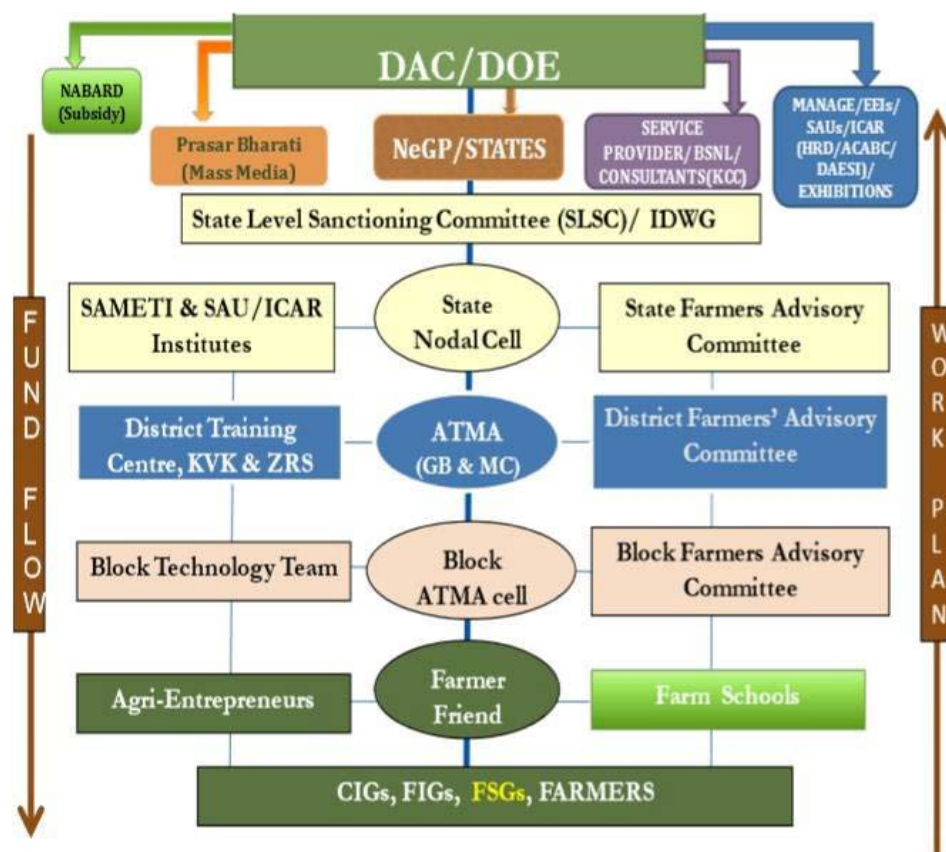 DAC/DOE
NABARD
(Subsidy)
Prasar Bharati
(Mass Media)
NeGP/STATES
SERVICE
PROVIDER/BSNL/
CONSULTANTS(KCC)
MANAGE/EEIs/
SAUs/ICAR
(HRD/ACABC/
DAESI)/
EXHIBITIONS
State Level Sanctioning Committee (SLSC)/ IDWG
SAMETI & SAU/ICAR
Institutes
State
Nodal Cell
State Farmers Advisory
Committee
District Training
Centre, KVK & ZRS
ATMA
(GB & MC)
District Farmers' Advisory
Committee
Block Technology Team
Block
ATMA cell
Block Farmers Advisory
Committee
Agri-Entrepreneurs
Farmer
Friend
Farm Schools
CIGs, FIGs, FSGs, FARMERS
FUND FLOW
WORK PLAN